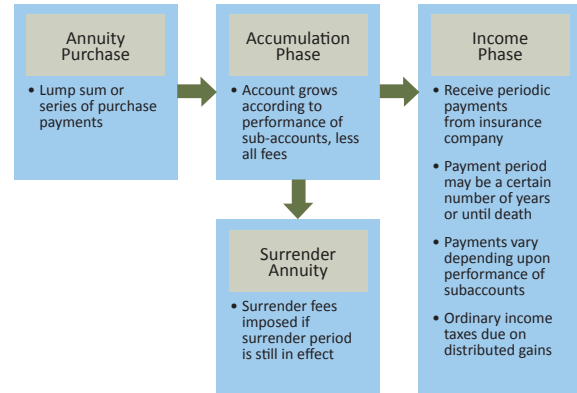 Annuity
Purchase
• Lump sum or
series of purchase
payments
Accumulation
Phase
• Account grows
according to
performance of
sub-accounts, less
all fees
Surrender
Annuity
• Surrender fees
imposed if
surrender period
is still in effect
Income
Phase
• Receive periodic
payments
from insurance
company
• Payment period
may be a certain
number of years
or until death
• Payments vary
depending upon
performance of
subaccounts
• Ordinary income
taxes due on
distributed gains